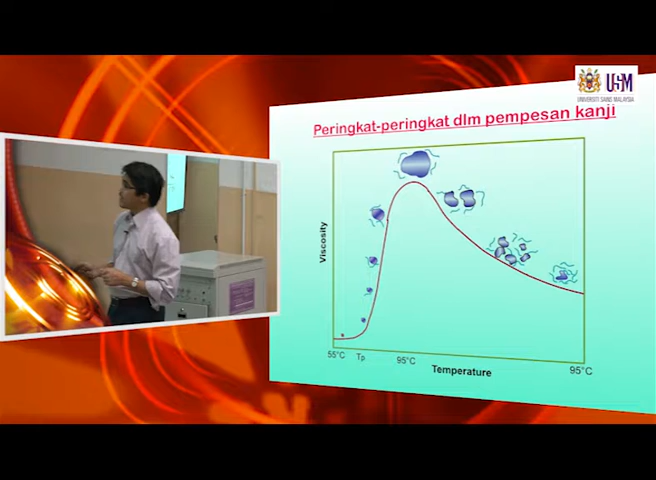 USM
UNIVERSITI SAINS MALAYSIA
Peringkat-peringkat dlm pempesan kanji
Viscosity
55°C Tp. 95°C 95°C
Temperature